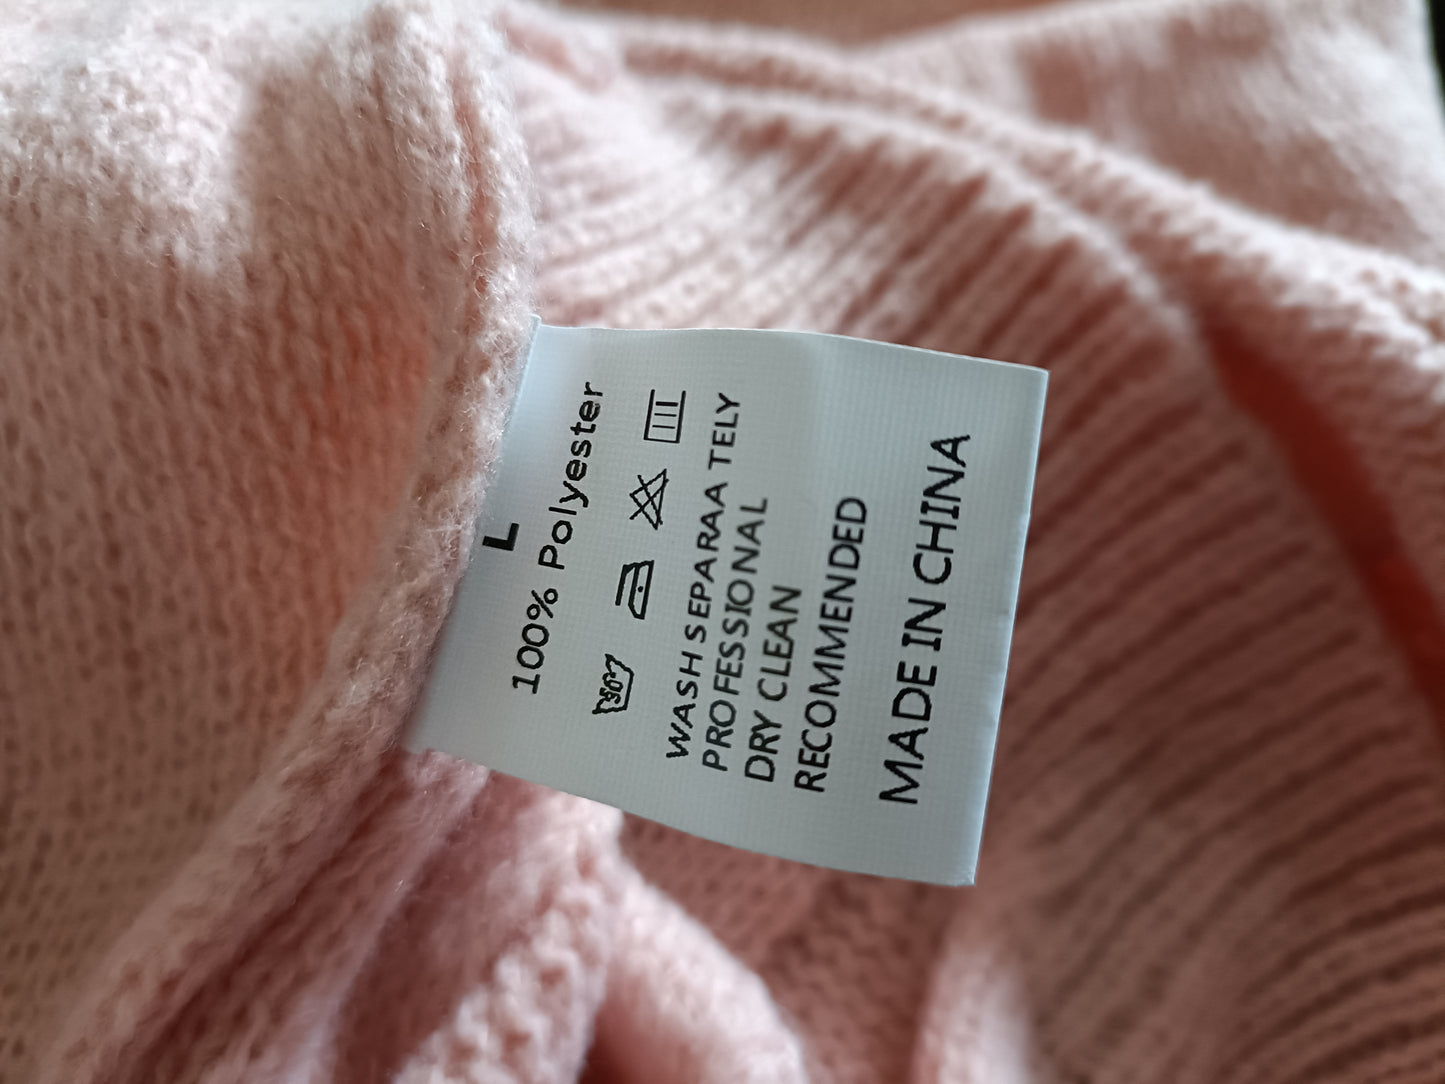 L
100% Polyester
WASH SEPARAA TELY
PROFESSIONAL
DRY CLEAN
RECOMMENDED
MADE IN CHINA